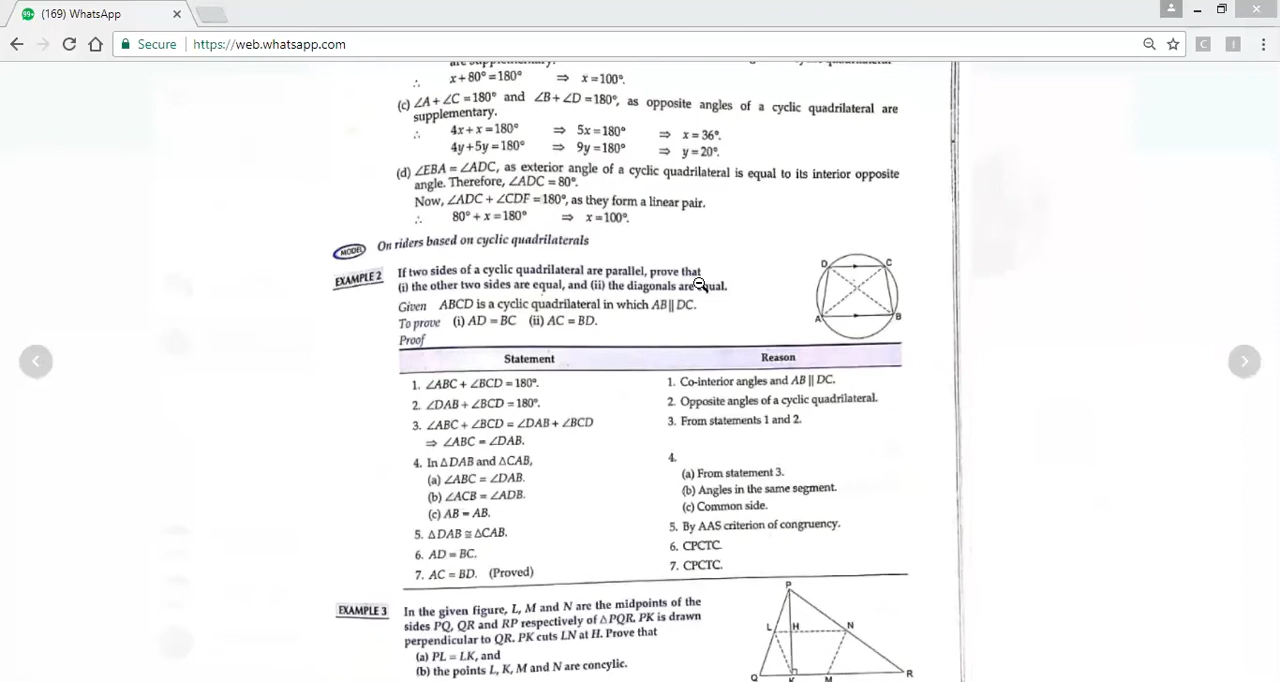 99+ (169) WhatsApp
Secure https://web.whatsapp.com
C I
are supplementary.
∴ x+80°=180° ⇒ x=100°.
(c) ∠A+∠C=180° and ∠B+∠D=180°, as opposite angles of a cyclic quadrilateral are
supplementary.
∴ 4x+x=180° ⇒ 5x=180° ⇒ x=36°.
4y+5y=180° ⇒ 9y=180° ⇒ y=20°.
(d) ∠EBA=∠ADC, as exterior angle of a cyclic quadrilateral is equal to its interior opposite
angle. Therefore, ∠ADC=80°.
Now, ∠ADC+∠CDF=180°, as they form a linear pair.
∴ 80°+x=180° ⇒ x=100°.
MODEL On riders based on cyclic quadrilaterals
EXAMPLE 2 If two sides of a cyclic quadrilateral are parallel, prove that
(i) the other two sides are equal, and (ii) the diagonals are equal.
Given ABCD is a cyclic quadrilateral in which AB || DC.
To prove (i) AD = BC (ii) AC = BD.
Proof
D C
A B
Statement Reason
1. ∠ABC+∠BCD=180°. 1. Co-interior angles and AB || DC.
2. ∠DAB+∠BCD=180°. 2. Opposite angles of a cyclic quadrilateral.
3. ∠ABC+∠BCD=∠DAB+∠BCD 3. From statements 1 and 2.
⇒ ∠ABC=∠DAB.
4. In △DAB and △CAB, 4.
(a) ∠ABC=∠DAB. (a) From statement 3.
(b) ∠ACB=∠ADB. (b) Angles in the same segment.
(c) AB=AB. (c) Common side.
5. △DAB≅△CAB. 5. By AAS criterion of congruency.
6. AD=BC. 6. CPCTC.
7. AC=BD. (Proved) 7. CPCTC.
EXAMPLE 3 In the given figure, L, M and N are the midpoints of the
sides PQ, QR and RP respectively of △PQR. PK is drawn
perpendicular to QR. PK cuts LN at H. Prove that
(a) PL=LK, and
(b) the points L, K, M and N are concylic.
P
L H N
Q K M R